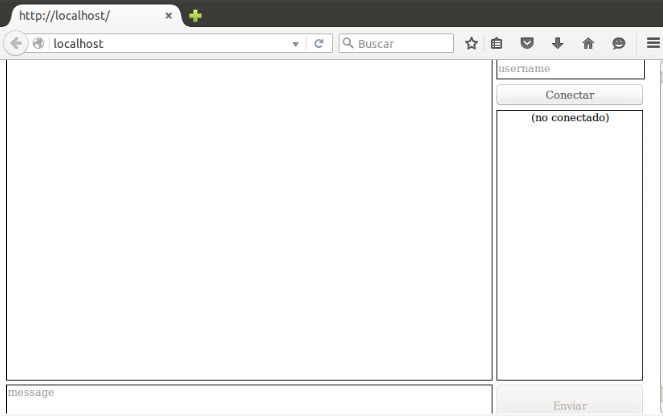 http://localhost/
localhost
Buscar
username
Conectar
(no conectado)
message
Enviar